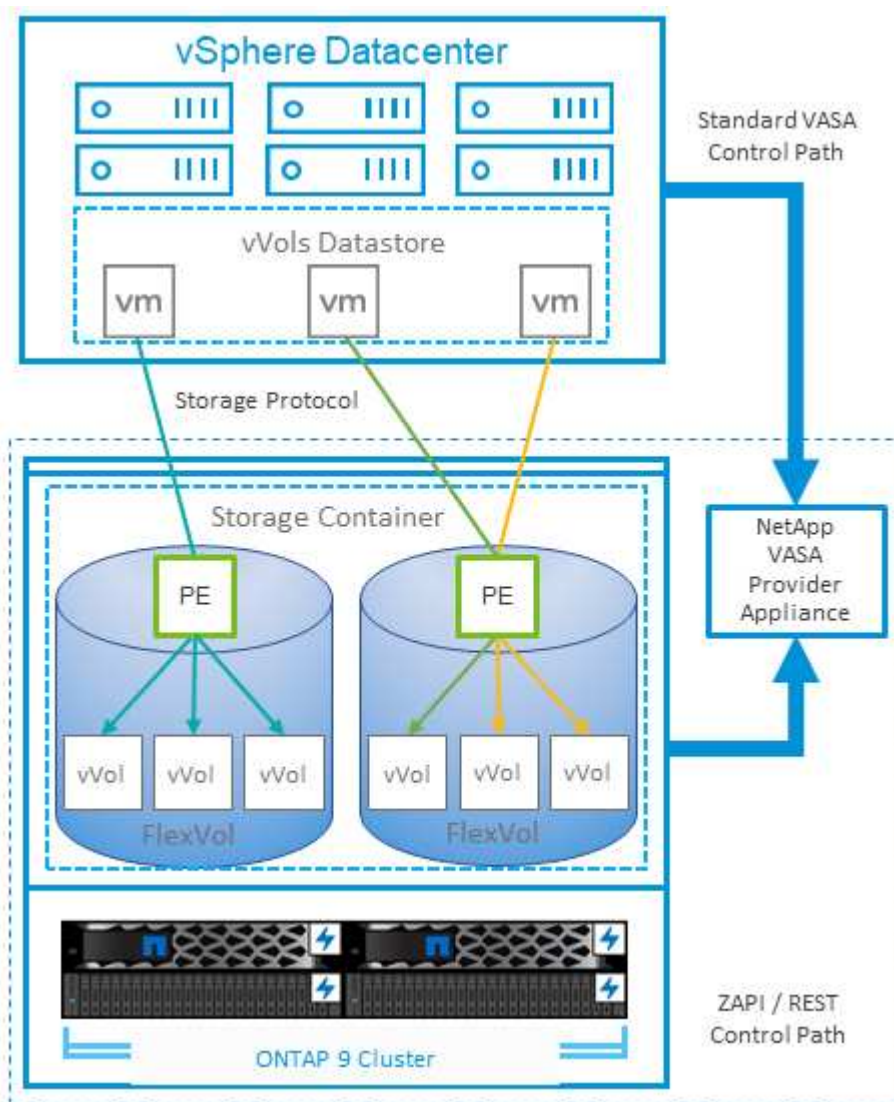 vSphere Datacenter
Standard VASA
Control Path
vVols Datastore
vm
vm
vm
Storage Protocol
Storage Container
NetApp
VASA
Provider
Appliance
PE
PE
vVol
vVol
vVol
vVol
vVol
vVol
FlexVol
FlexVol
ZAPI / REST
Control Path
ONTAP 9 Cluster